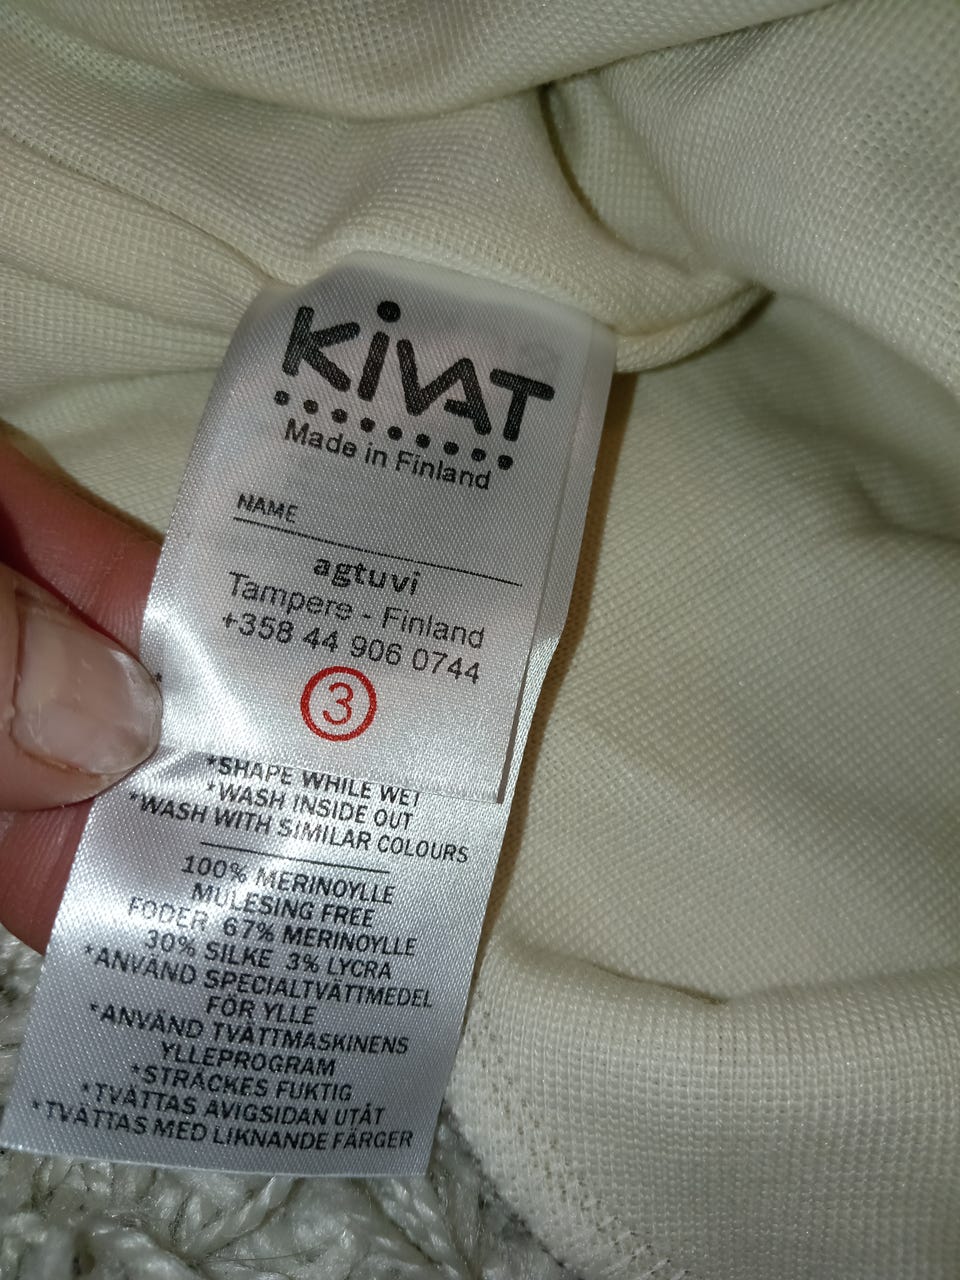 KiVAT
Made in Finland
NAME
agtuvi
Tampere - Finland
+358 44 906 0744
3
*SHAPE WHILE WET
*WASH INSIDE OUT
*WASH WITH SIMILAR COLOURS
100% MERINOYLLE
MULESING FREE
FODER 67% MERINOYLLE
30% SILKE 3% LYCRA
*ANVÄND SPECIALTVÄTTMEDEL
FÖR YLLE
*ANVÄND TVÄTTMASKINENS
YLLEPROGRAM
*STRÄCKES FUKTIG
*TVÄTTAS AVIGSIDAN UTÅT
*TVÄTTAS MED LIKNANDE FÄRGER